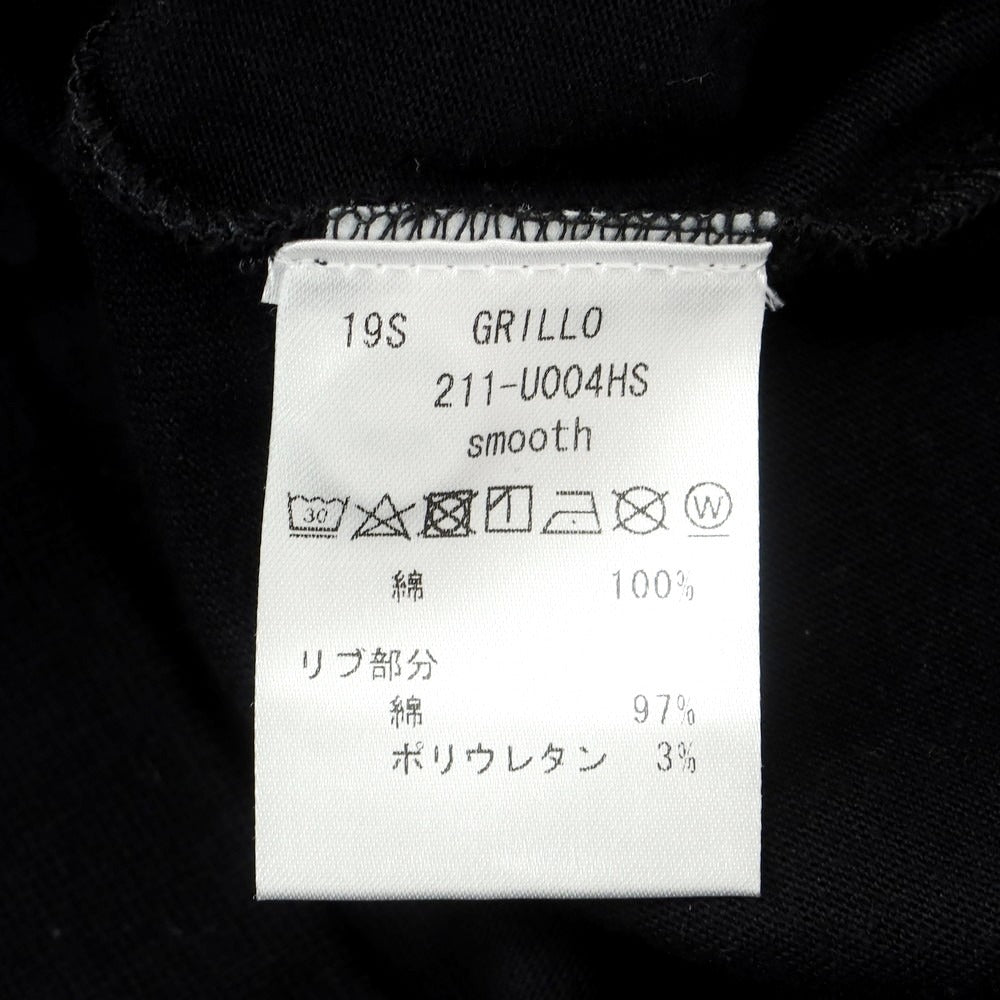 19S GRILLO
211-U004HS
smooth
30 W
綿 100%
リブ部分
綿 97%
ポリウレタン 3%